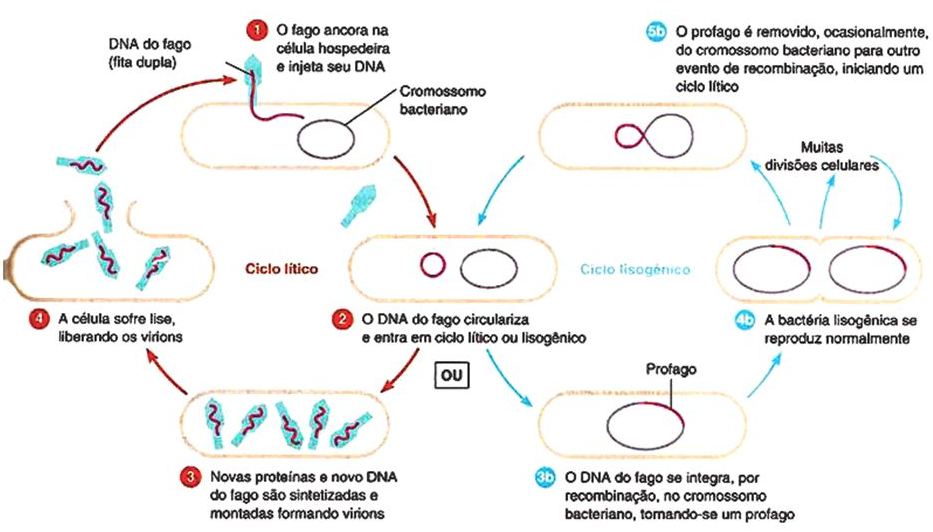 DNA do fago
(fita dupla)
1 O fago ancora na
célula hospedeira
e injeta seu DNA
Cromossomo
bacteriano
5b O profago é removido, ocasionalmente,
do cromossomo bacteriano para outro
evento de recombinação, iniciando um
ciclo lítico
Muitas
divisões celulares
Ciclo lítico
Ciclo lisogênico
4 A célula sofre lise,
liberando os virions
2 O DNA do fago circulariza
e entra em ciclo lítico ou lisogênico
OU
4b A bactéria lisogênica se
reproduz normalmente
Profago
3 Novas proteínas e novo DNA
do fago são sintetizadas e
montadas formando virions
3b O DNA do fago se integra, por
recombinação, no cromossomo
bacteriano, tornando-se um profago